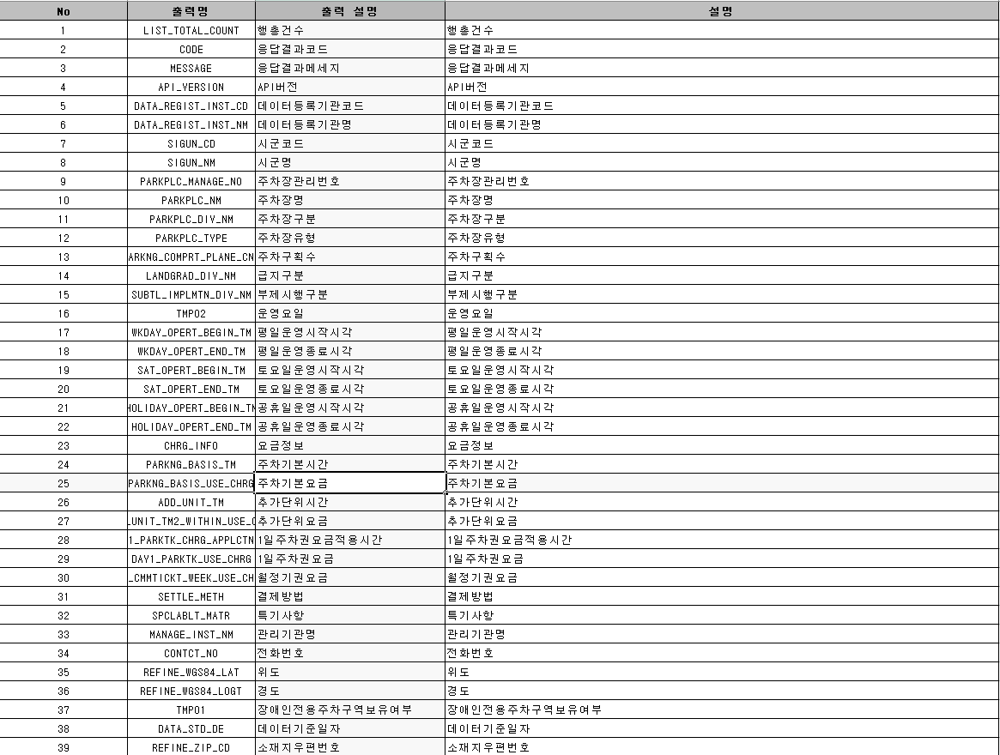 No 출력명 출력 설명 설명
1 LIST_TOTAL_COUNT 행총건수 행총건수
2 CODE 응답결과코드 응답결과코드
3 MESSAGE 응답결과메세지 응답결과메세지
4 API_VERSION API버전 API버전
5 DATA_REGIST_INST_CD 데이터등록기관코드 데이터등록기관코드
6 DATA_REGIST_INST_NM 데이터등록기관명 데이터등록기관명
7 SIGUN_CD 시군코드 시군코드
8 SIGUN_NM 시군명 시군명
9 PARKPLC_MANAGE_NO 주차장관리번호 주차장관리번호
10 PARKPLC_NM 주차장명 주차장명
11 PARKPLC_DIV_NM 주차장구분 주차장구분
12 PARKPLC_TYPE 주차장유형 주차장유형
13 ARKNG_COMPRT_PLANE_CN 주차구획수 주차구획수
14 LANDGRAD_DIV_NM 급지구분 급지구분
15 SUBTL_IMPLMTN_DIV_NM 부제시행구분 부제시행구분
16 TMP02 운영요일 운영요일
17 WKDAY_OPERT_BEGIN_TM 평일운영시작시각 평일운영시작시각
18 WKDAY_OPERT_END_TM 평일운영종료시각 평일운영종료시각
19 SAT_OPERT_BEGIN_TM 토요일운영시작시각 토요일운영시작시각
20 SAT_OPERT_END_TM 토요일운영종료시각 토요일운영종료시각
21 HOLIDAY_OPERT_BEGIN_TM 공휴일운영시작시각 공휴일운영시작시각
22 HOLIDAY_OPERT_END_TM 공휴일운영종료시각 공휴일운영종료시각
23 CHRG_INFO 요금정보 요금정보
24 PARKNG_BASIS_TM 주차기본시간 주차기본시간
25 PARKNG_BASIS_USE_CHRG 주차기본요금 주차기본요금
26 ADD_UNIT_TM 추가단위시간 추가단위시간
27 _UNIT_TM2_WITHIN_USE_C 추가단위요금 추가단위요금
28 1_PARKTK_CHRG_APPLCTN 1일주차권요금적용시간 1일주차권요금적용시간
29 DAY1_PARKTK_USE_CHRG 1일주차권요금 1일주차권요금
30 _CMMTICKT_WEEK_USE_CH 월정기권요금 월정기권요금
31 SETTLE_METH 결제방법 결제방법
32 SPCLABLT_MATR 특기사항 특기사항
33 MANAGE_INST_NM 관리기관명 관리기관명
34 CONTCT_NO 전화번호 전화번호
35 REFINE_WGS84_LAT 위도 위도
36 REFINE_WGS84_LOGT 경도 경도
37 TMP01 장애인전용주차구역보유여부 장애인전용주차구역보유여부
38 DATA_STD_DE 데이터기준일자 데이터기준일자
39 REFINE_ZIP_CD 소재지우편번호 소재지우편번호